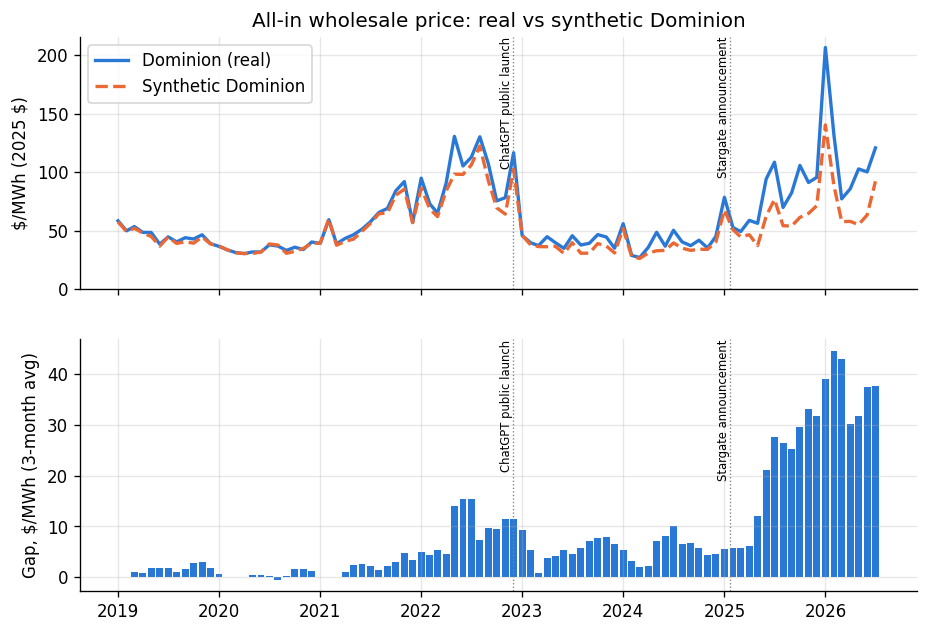 All-in wholesale price: real vs synthetic Dominion
$/MWh (2025 $)
200
150
100
50
0
Dominion (real)
Synthetic Dominion
ChatGPT public launch
Stargate announcement
Gap, $/MWh (3-month avg)
40
30
20
10
0
ChatGPT public launch
Stargate announcement
2019 2020 2021 2022 2023 2024 2025 2026